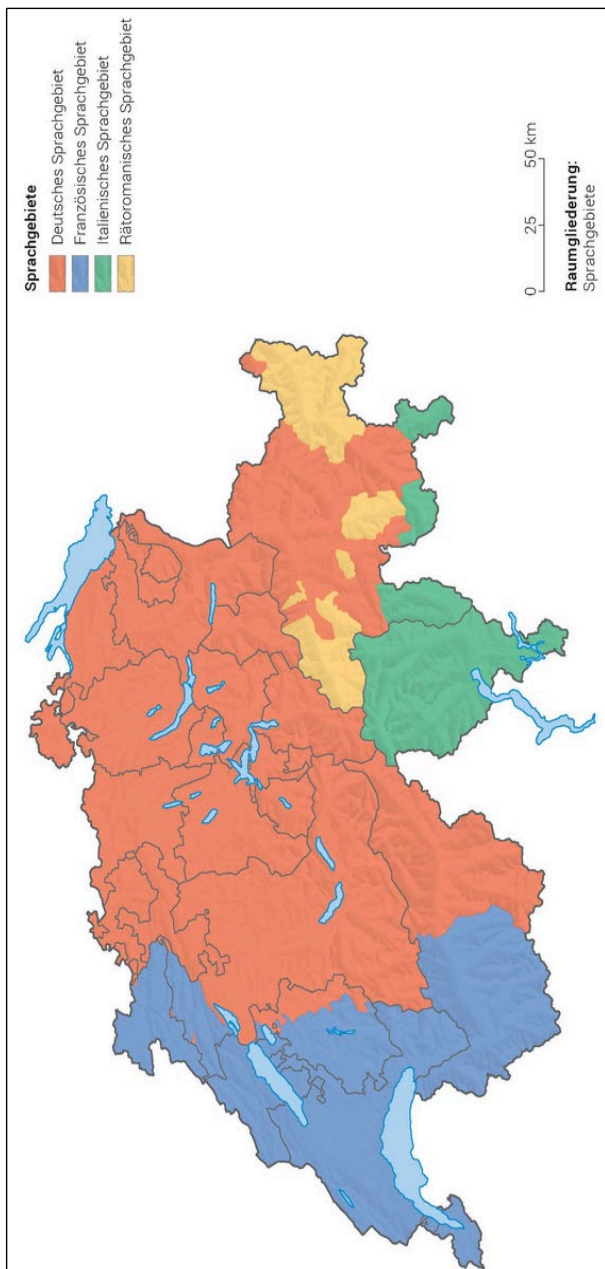 Sprachgebiete
Deutsches Sprachgebiet
Französisches Sprachgebiet
Italienisches Sprachgebiet
Rätoromanisches Sprachgebiet
0 25 50 km
Raumgliederung:
Sprachgebiete